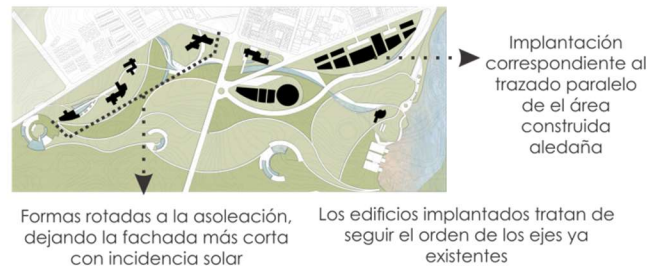 Implantación
correspondiente al
trazado paralelo
de el área
construida
aledaña
Formas rotadas a la asoleación,
dejando la fachada más corta
con incidencia solar
Los edificios implantados tratan de
seguir el orden de los ejes ya
existentes